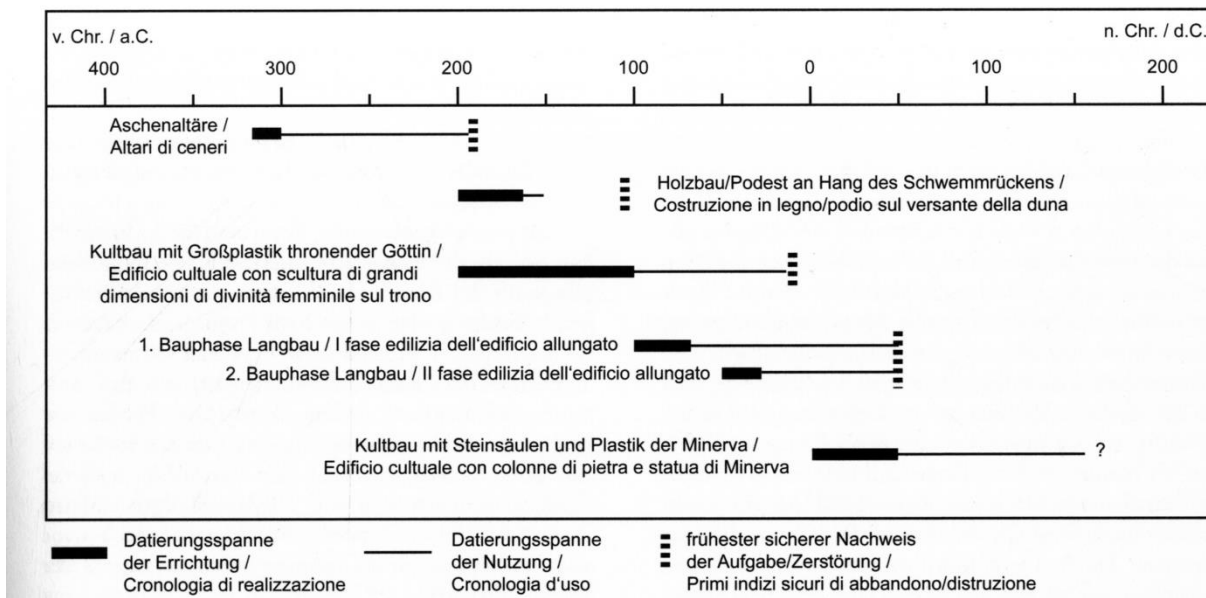 v. Chr. / a.C.
n. Chr. / d.C.
400 300 200 100 0 100 200
Aschenaltäre /
Altari di ceneri
Holzbau/Podest an Hang des Schwemmrückens /
Costruzione in legno/podio sul versante della duna
Kultbau mit Großplastik thronender Göttin /
Edificio cultuale con scultura di grandi
dimensioni di divinità femminile sul trono
1. Bauphase Langbau / I fase edilizia dell'edificio allungato
2. Bauphase Langbau / II fase edilizia dell'edificio allungato
Kultbau mit Steinsäulen und Plastik der Minerva /
Edificio cultuale con colonne di pietra e statua di Minerva
?
Datierungsspanne
der Errichtung /
Cronologia di realizzazione
Datierungsspanne
der Nutzung /
Cronologia d'uso
frühester sicherer Nachweis
der Aufgabe/Zerstörung /
Primi indizi sicuri di abbandono/distruzione